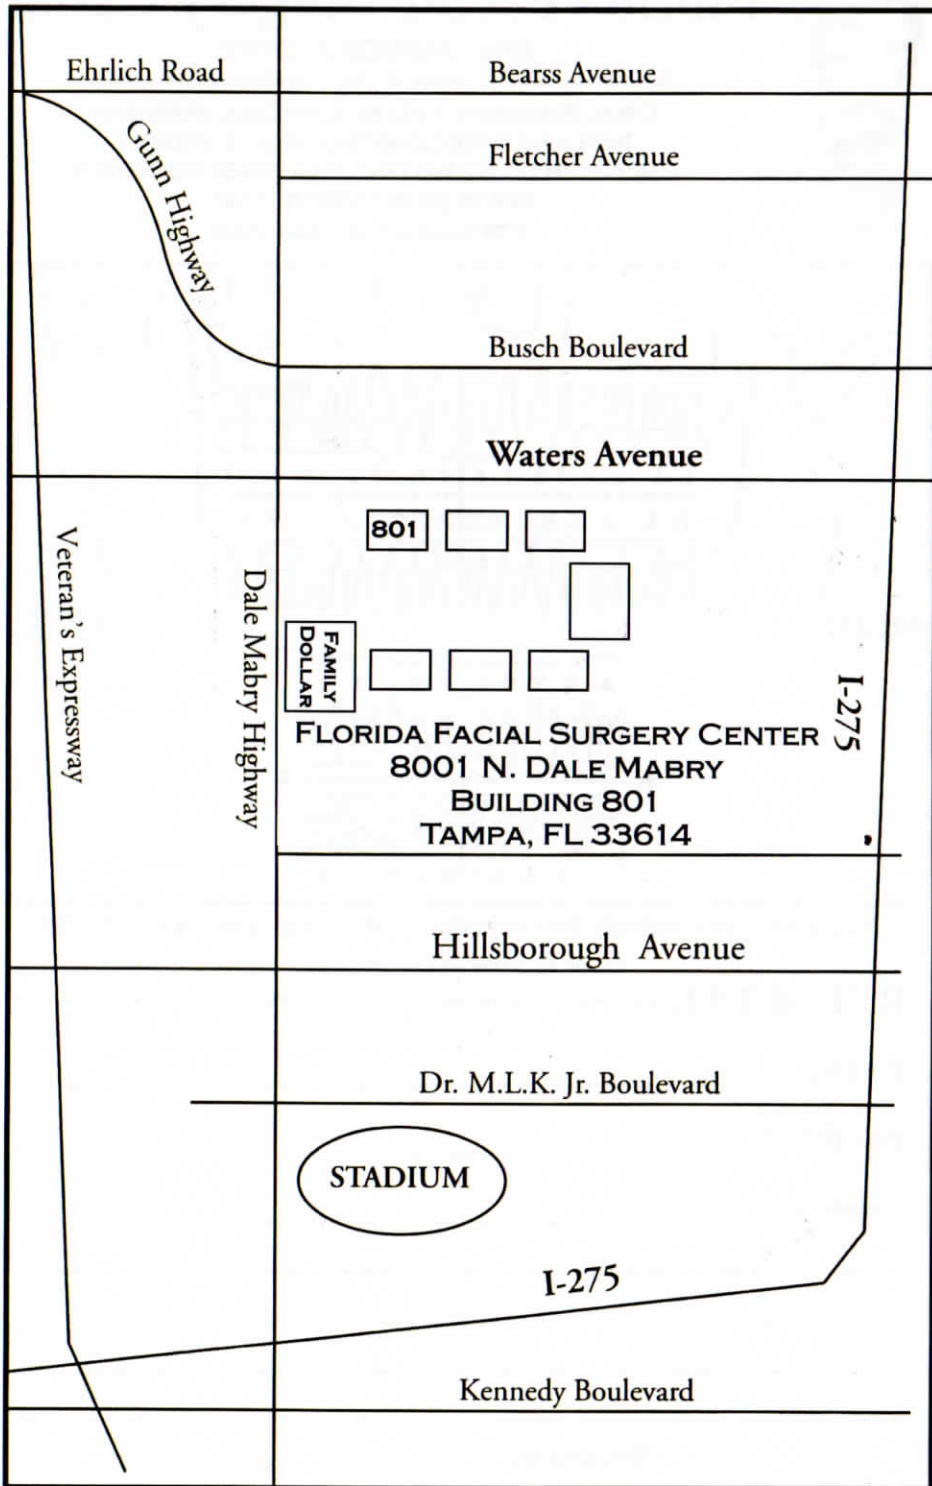 Ehrlich Road
Bearss Avenue
Gunn Highway
Fletcher Avenue
Busch Boulevard
Waters Avenue
801
Veteran's Expressway
Dale Mabry Highway
FAMILY
DOLLAR
I-275
FLORIDA FACIAL SURGERY CENTER
8001 N. DALE MABRY
BUILDING 801
TAMPA, FL 33614
Hillsborough Avenue
Dr. M.L.K. Jr. Boulevard
STADIUM
I-275
Kennedy Boulevard